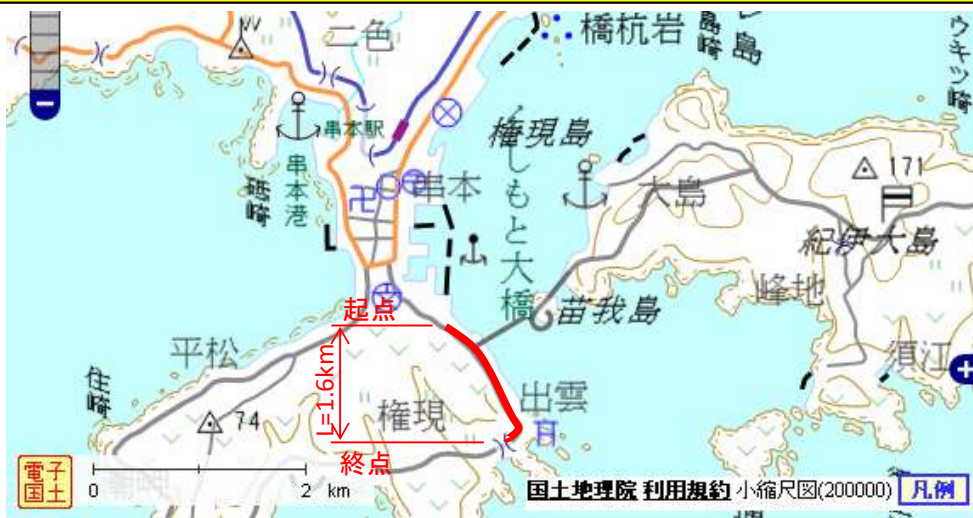 二色
橋杭岩
島崎
島
ウキツ崎
串本駅
串本港
串本
くしもと大橋
権現島
大島
171
紀伊大島
苗我島
峰地
須江
起点
平松
住崎
L=1.6km
74
権現
出雲
終点
電子国土
0 2 km
国土地理院 利用規約 小縮尺図(200000) 凡例